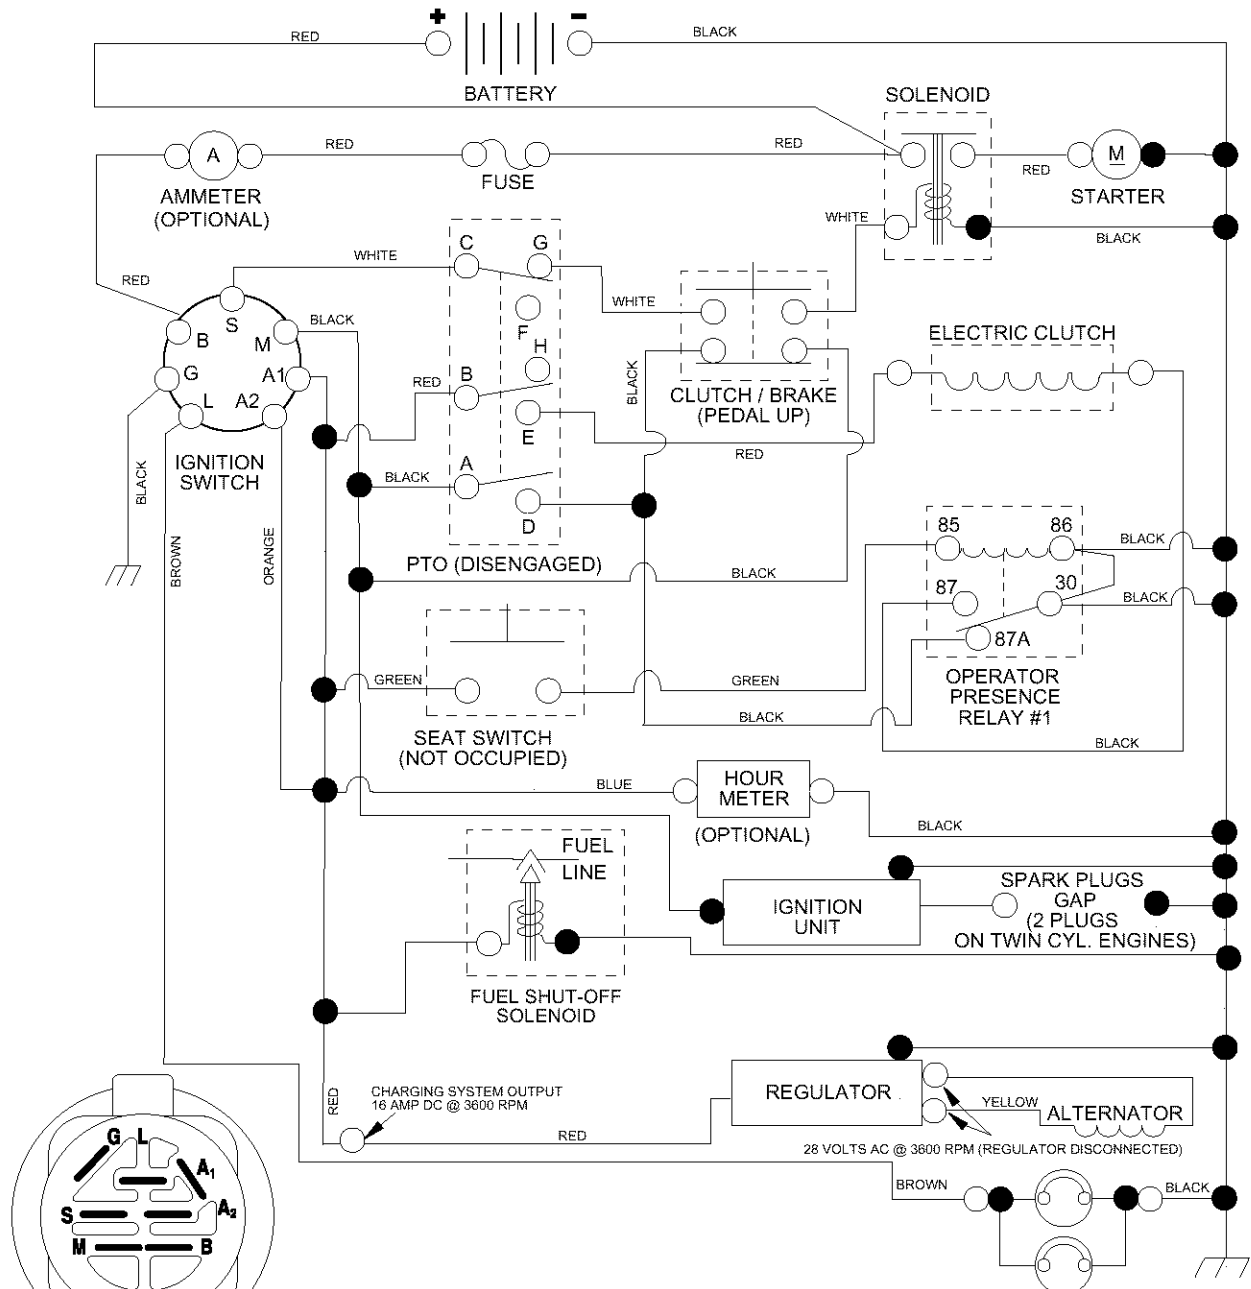 + -
RED
BLACK
BATTERY
SOLENOID
A
RED
RED
RED
M
AMMETER
(OPTIONAL)
FUSE
STARTER
WHITE
BLACK
RED
WHITE
C G
WHITE
S
B
M
BLACK
F
H
ELECTRIC CLUTCH
G
A1
L
A2
RED
B
BLACK
CLUTCH / BRAKE
(PEDAL UP)
E
RED
IGNITION
SWITCH
BLACK
A
BLACK
D
BROWN
ORANGE
PTO (DISENGAGED)
BLACK
85 86
BLACK
87 30
BLACK
87A
OPERATOR
PRESENCE
RELAY #1
GREEN
GREEN
BLACK
BLACK
SEAT SWITCH
(NOT OCCUPIED)
BLUE
HOUR
METER
(OPTIONAL)
BLACK
FUEL
LINE
IGNITION
UNIT
SPARK PLUGS
GAP
(2 PLUGS
ON TWIN CYL. ENGINES)
FUEL SHUT-OFF
SOLENOID
RED
CHARGING SYSTEM OUTPUT
16 AMP DC @ 3600 RPM
RED
REGULATOR
YELLOW
ALTERNATOR
28 VOLTS AC @ 3600 RPM (REGULATOR DISCONNECTED)
BROWN
BLACK
G L
A1
S
A2
M
B